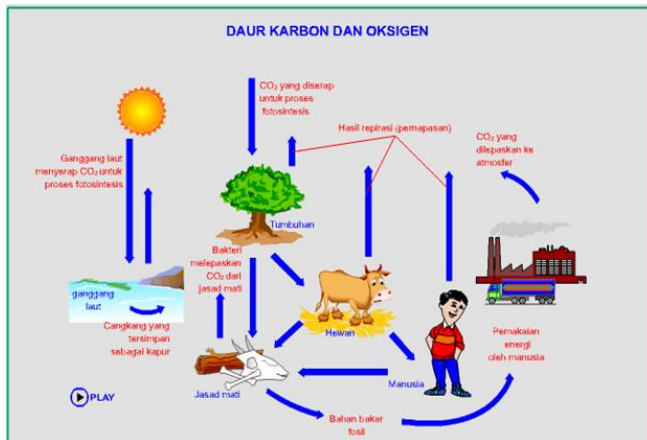 DAUR KARBON DAN OKSIGEN
CO₂ yang diserap
untuk proses
fotosintesis
Hasil repirasi (pernapasan)
CO₂ yang
dilepaskan ke
atmosfer
Ganggang laut
menyerap CO₂ untuk
proses fotosintesis
Tumbuhan
Bakteri
melepaskan
CO₂ dari
jasad mati
ganggang
laut
Cangkang yang
tersimpan
sebagai kapur
Hewan
Pemakaian
energi
oleh manusia
Manusia
Jasad mati
PLAY
Bahan bakar
fosil